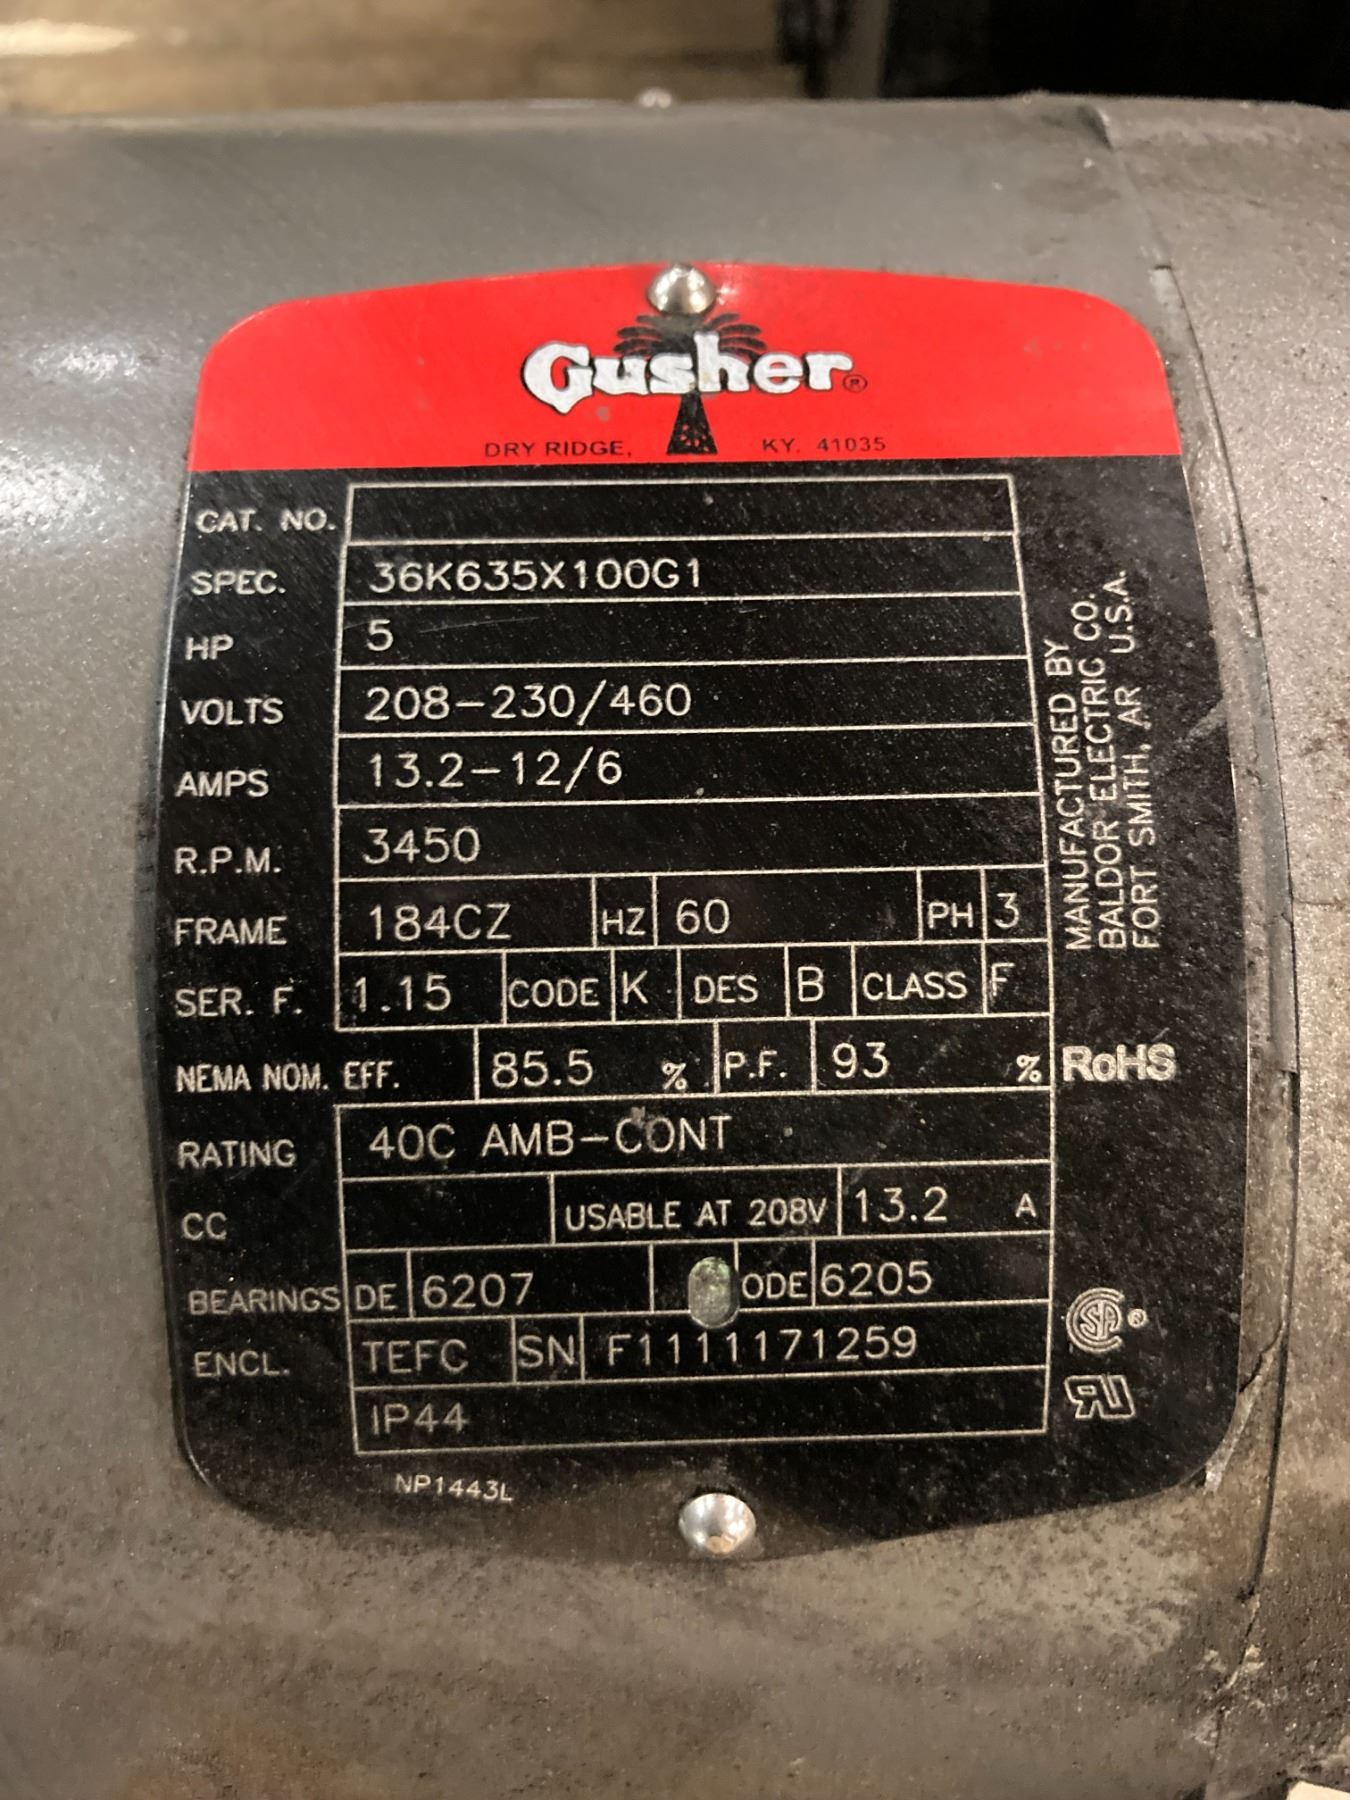 Gusher®
DRY RIDGE, KY. 41035
CAT. NO.
SPEC. 36K635X100G1
HP 5
VOLTS 208-230/460
AMPS 13.2-12/6
R.P.M. 3450
FRAME 184CZ HZ 60 PH 3
SER. F. 1.15 CODE K DES B CLASS F
NEMA NOM. EFF. 85.5 % P.F. 93 %
RATING 40C AMB-CONT
CC USABLE AT 208V 13.2 A
BEARINGS DE 6207 ODE 6205
ENCL. TEFC SN F1111171259
IP44
NP1443L
MANUFACTURED BY
BALDOR ELECTRIC CO.
FORT SMITH, AR U.S.A.
RoHS
CSA®
RU